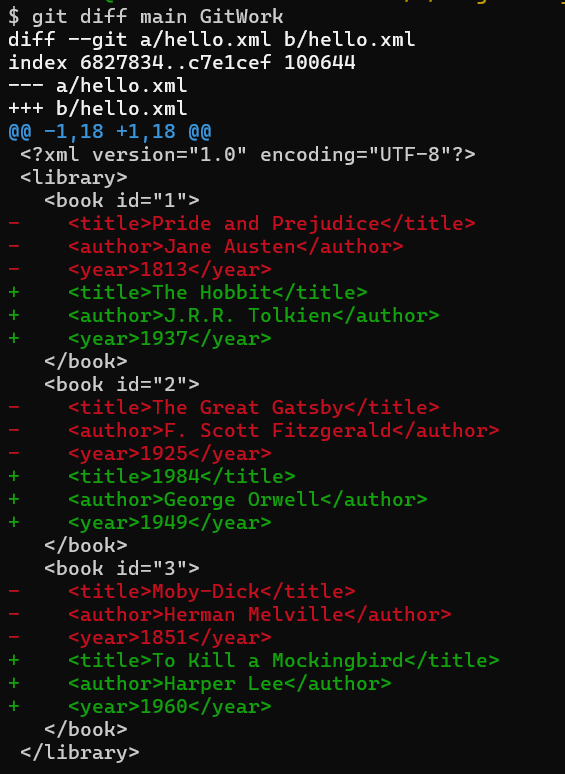 $ git diff main GitWork
diff --git a/hello.xml b/hello.xml
index 6827834..c7e1cef 100644
--- a/hello.xml
+++ b/hello.xml
@@ -1,18 +1,18 @@
 <?xml version="1.0" encoding="UTF-8"?>
 <library>
   <book id="1">
-    <title>Pride and Prejudice</title>
-    <author>Jane Austen</author>
-    <year>1813</year>
+    <title>The Hobbit</title>
+    <author>J.R.R. Tolkien</author>
+    <year>1937</year>
   </book>
   <book id="2">
-    <title>The Great Gatsby</title>
-    <author>F. Scott Fitzgerald</author>
-    <year>1925</year>
+    <title>1984</title>
+    <author>George Orwell</author>
+    <year>1949</year>
   </book>
   <book id="3">
-    <title>Moby-Dick</title>
-    <author>Herman Melville</author>
-    <year>1851</year>
+    <title>To Kill a Mockingbird</title>
+    <author>Harper Lee</author>
+    <year>1960</year>
   </book>
 </library>